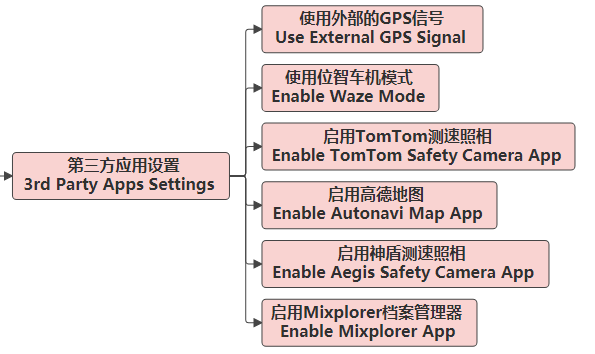 使用外部的GPS信号
Use External GPS Signal
使用位智车机模式
Enable Waze Mode
启用TomTom测速照相
Enable TomTom Safety Camera App
第三方应用设置
3rd Party Apps Settings
启用高德地图
Enable Autonavi Map App
启用神盾测速照相
Enable Aegis Safety Camera App
启用Mixplorer档案管理器
Enable Mixplorer App